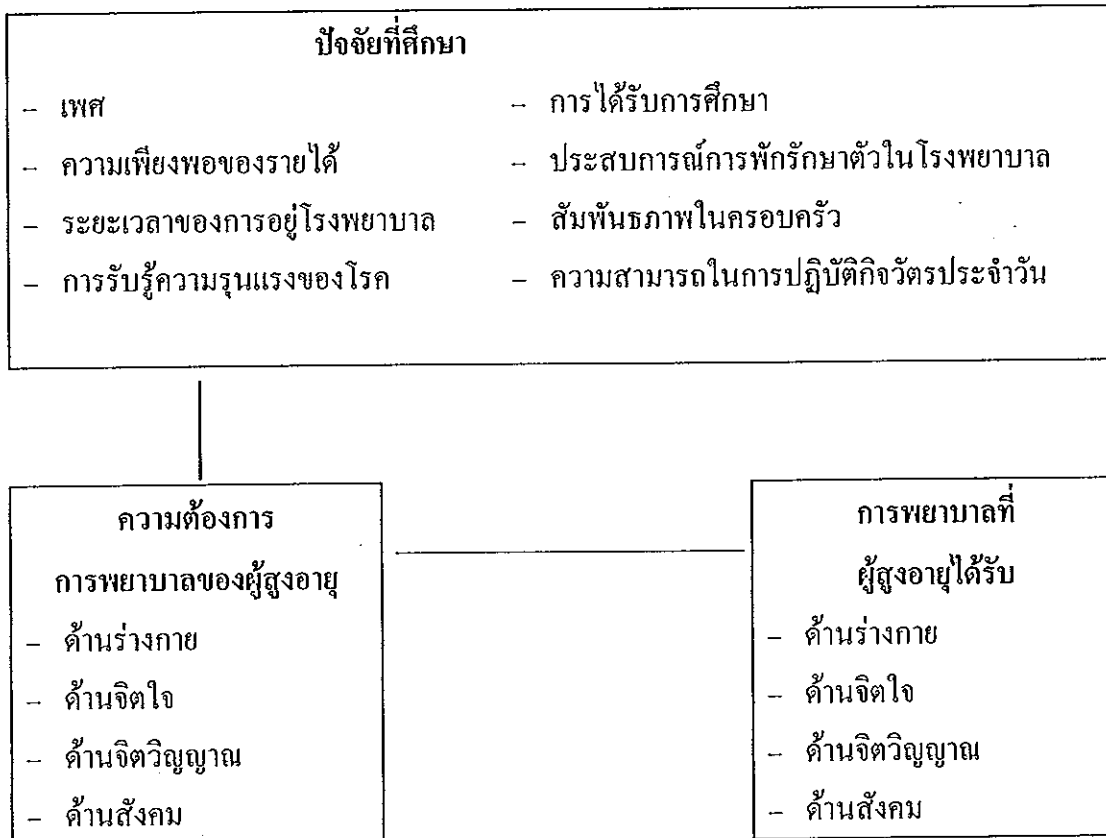 ปัจจัยที่ศึกษา
– เพศ
– ความเพียงพอของรายได้
– ระยะเวลาของการอยู่โรงพยาบาล
– การรับรู้ความรุนแรงของโรค
– การได้รับการศึกษา
– ประสบการณ์การพักรักษาตัวในโรงพยาบาล
– สัมพันธภาพในครอบครัว
– ความสามารถในการปฏิบัติกิจวัตรประจำวัน
ความต้องการ
การพยาบาลของผู้สูงอายุ
– ด้านร่างกาย
– ด้านจิตใจ
– ด้านจิตวิญญาณ
– ด้านสังคม
การพยาบาลที่
ผู้สูงอายุได้รับ
– ด้านร่างกาย
– ด้านจิตใจ
– ด้านจิตวิญญาณ
– ด้านสังคม